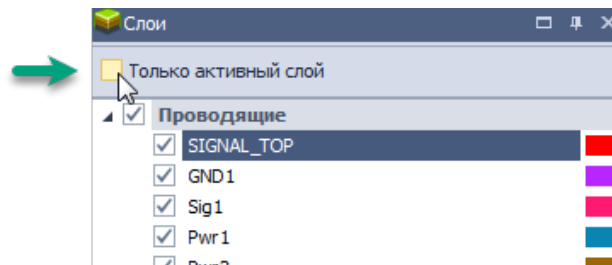 Слои
Только активный слой
Проводящие
SIGNAL_TOP
GND1
Sig1
Pwr1